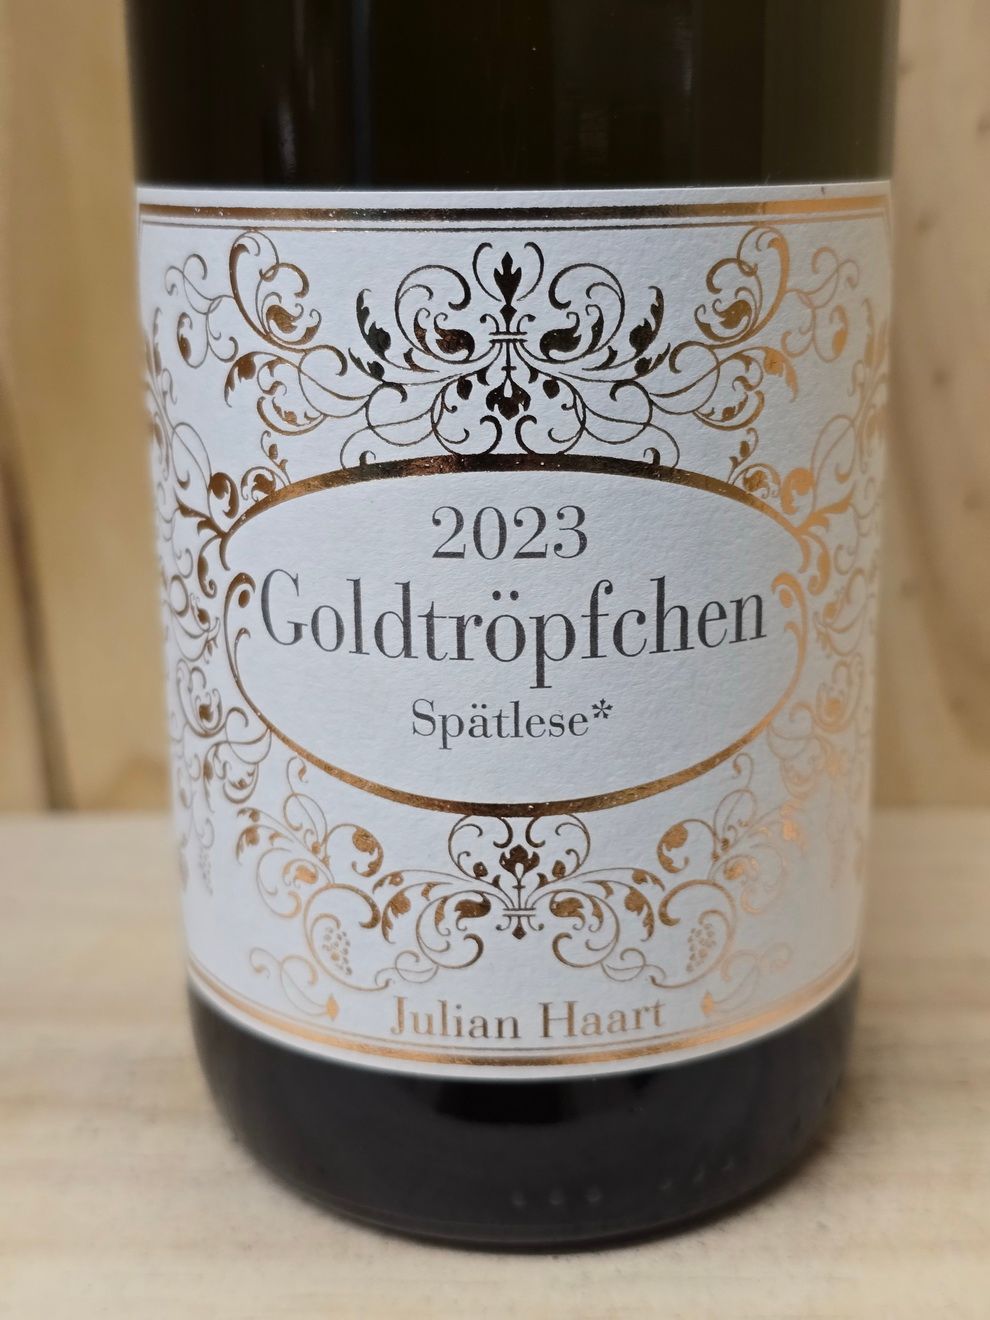 2023
Goldtröpfchen
Spätlese*
Julian Haart